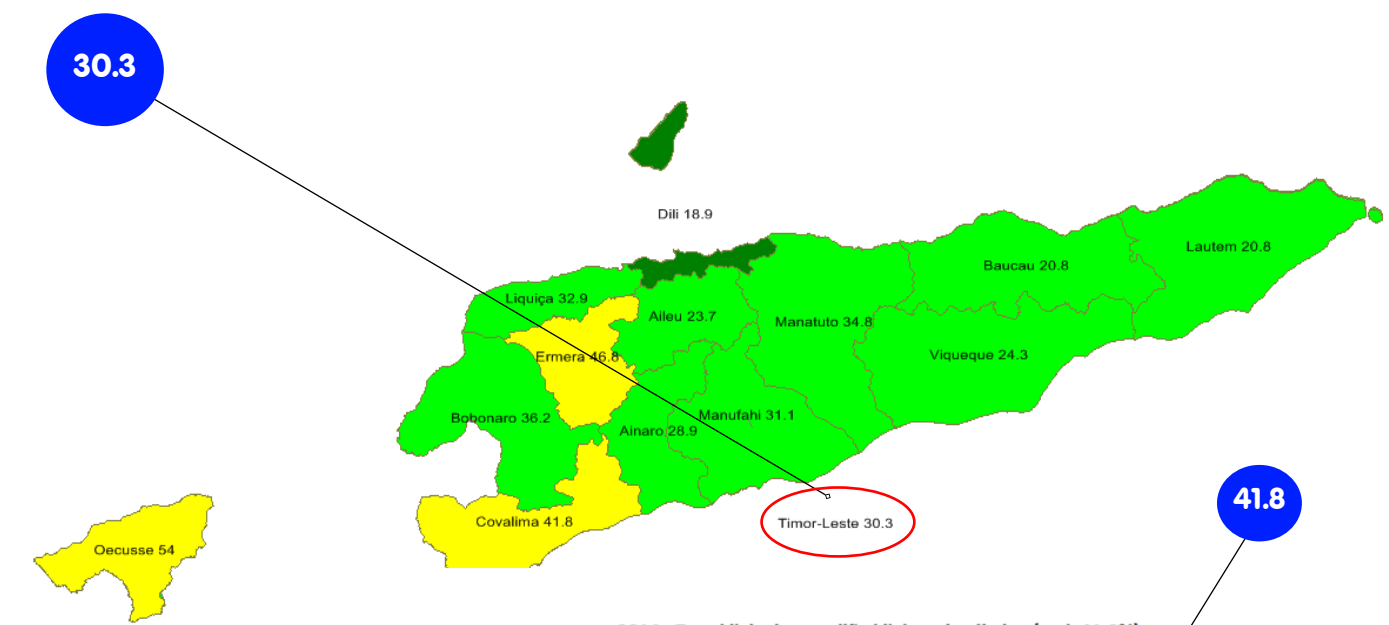 30.3
Dili 18.9
Lautem 20.8
Baucau 20.8
Liquiça 32.9
Aileu 23.7
Manatuto 34.8
Ermera 46.8
Viqueque 24.3
Manufahi 31.1
Bobonaro 36.2
Ainaro 28.9
41.8
Covalima 41.8
Timor-Leste 30.3
Oecusse 54